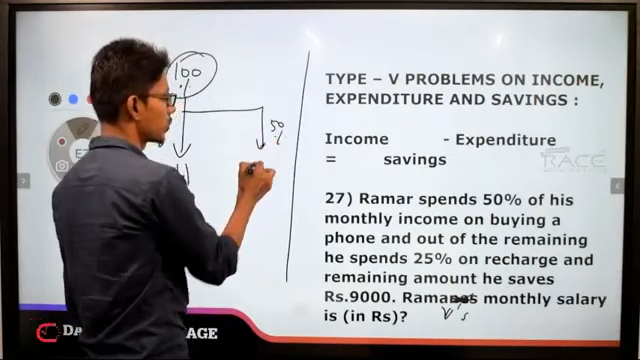 100
50
%
TYPE – V PROBLEMS ON INCOME,
EXPENDITURE AND SAVINGS :
Income - Expenditure
= savings
RACE
27) Ramar spends 50% of his
monthly income on buying a
phone and out of the remaining
he spends 25% on recharge and
remaining amount he saves
Rs.9000. Ramar's monthly salary
is (in Rs)?
AGE